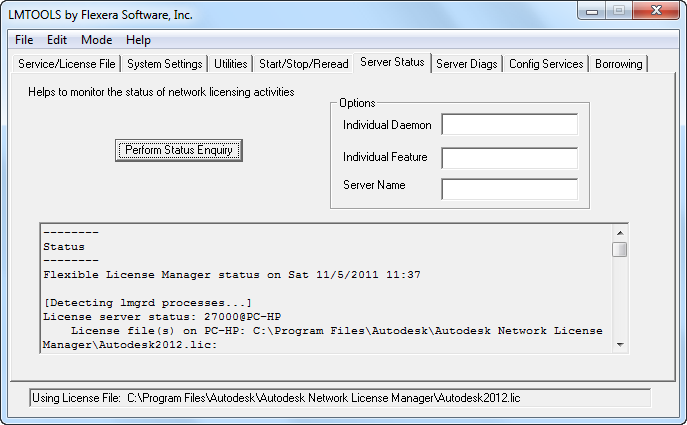 LMTOOLS by Flexera Software, Inc.
File Edit Mode Help
Service/License File System Settings Utilities Start/Stop/Reread Server Status Server Diags Config Services Borrowing
Helps to monitor the status of network licensing activities
Options
Individual Daemon
Perform Status Enquiry
Individual Feature
Server Name
--------
Status
--------
Flexible License Manager status on Sat 11/5/2011 11:37
[Detecting lmgrd processes...]
License server status: 27000@PC-HP
License file(s) on PC-HP: C:\Program Files\Autodesk\Autodesk Network License
Manager\Autodesk2012.lic:
Using License File: C:\Program Files\Autodesk\Autodesk Network License Manager\Autodesk2012.lic